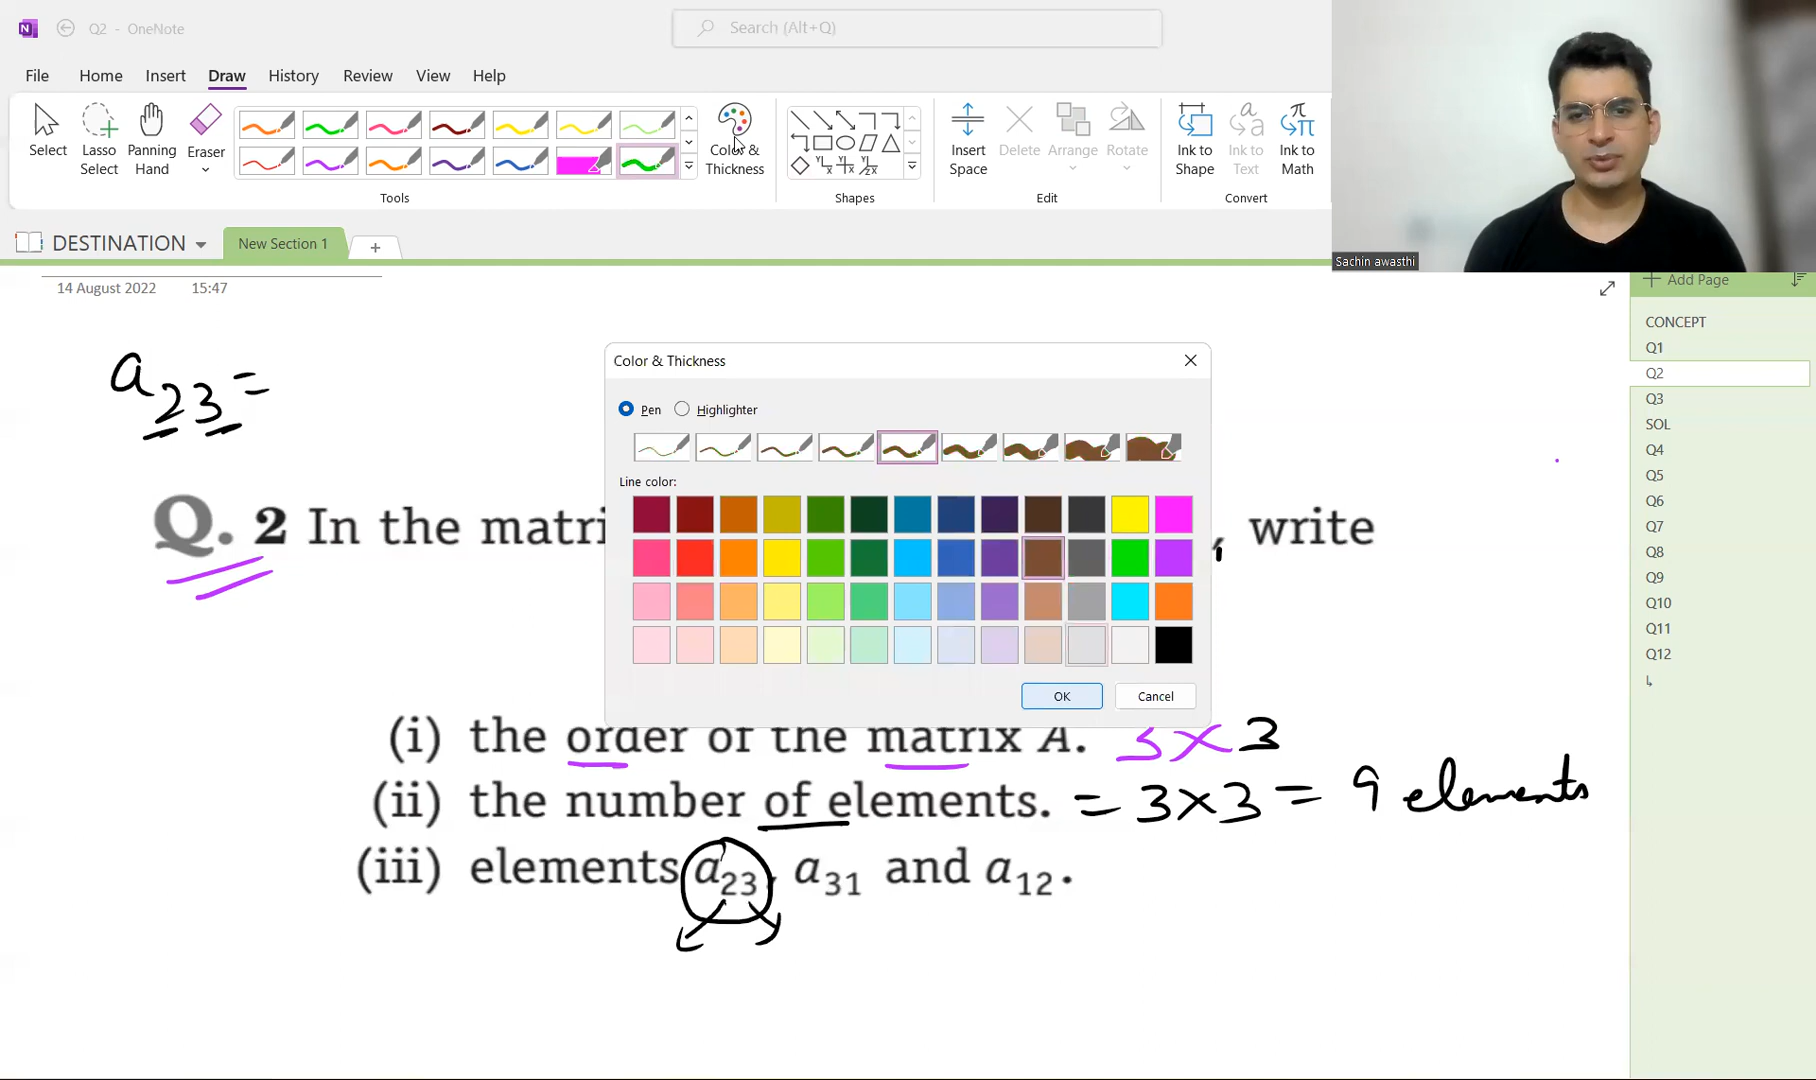 Q2 - OneNote
Search (Alt+Q)
File Home Insert Draw History Review View Help
Select
Lasso Select
Panning Hand
Eraser
Color & Thickness
Insert Space
Delete
Arrange
Rotate
Ink to Shape
Ink to Text
Ink to Math
Tools
Shapes
Edit
Convert
Sachin awasthi
DESTINATION
New Section 1
+
Add Page
14 August 2022 15:47
CONCEPT
Q1
Q2
Q3
SOL
Q4
Q5
Q6
Q7
Q8
Q9
Q10
Q11
Q12
a23 =
Color & Thickness
Pen Highlighter
Line color:
OK Cancel
Q. 2 In the matri , write
(i) the order of the matrix A. 3×3
(ii) the number of elements. = 3×3 = 9 elements
(iii) elements a23, a31 and a12.